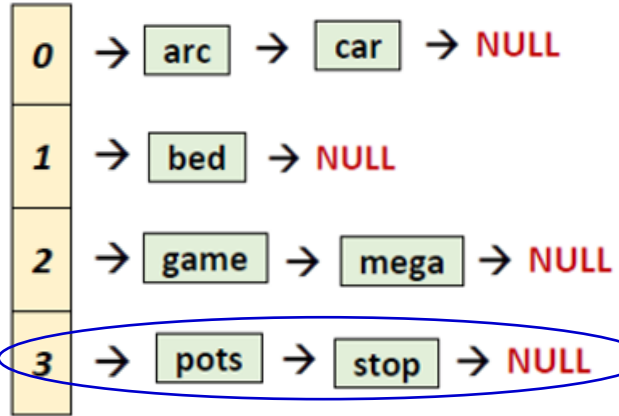 0 → arc → car → NULL
1 → bed → NULL
2 → game → mega → NULL
3 → pots → stop → NULL